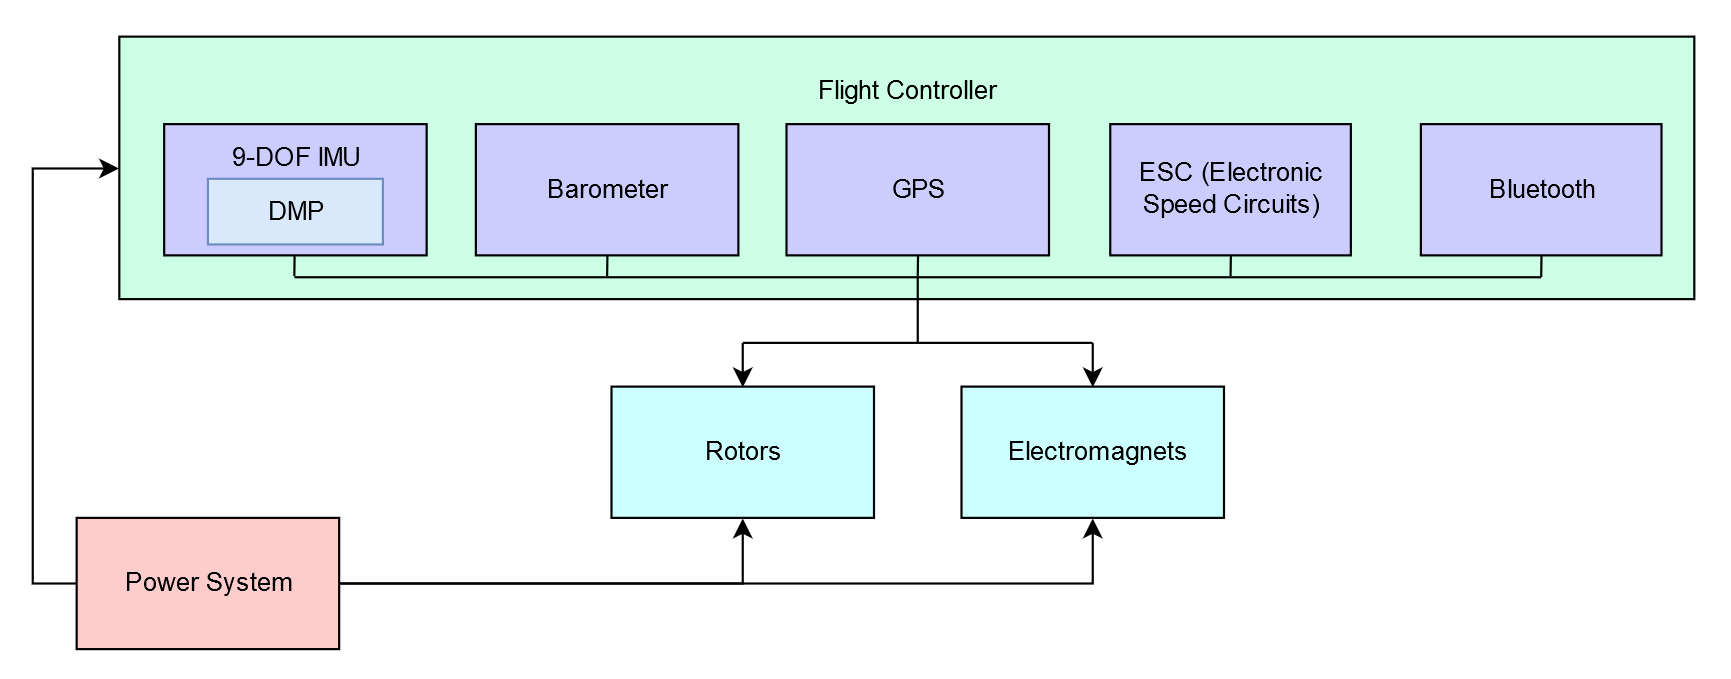 Flight Controller
9-DOF IMU
DMP
Barometer
GPS
ESC (Electronic
Speed Circuits)
Bluetooth
Rotors
Electromagnets
Power System